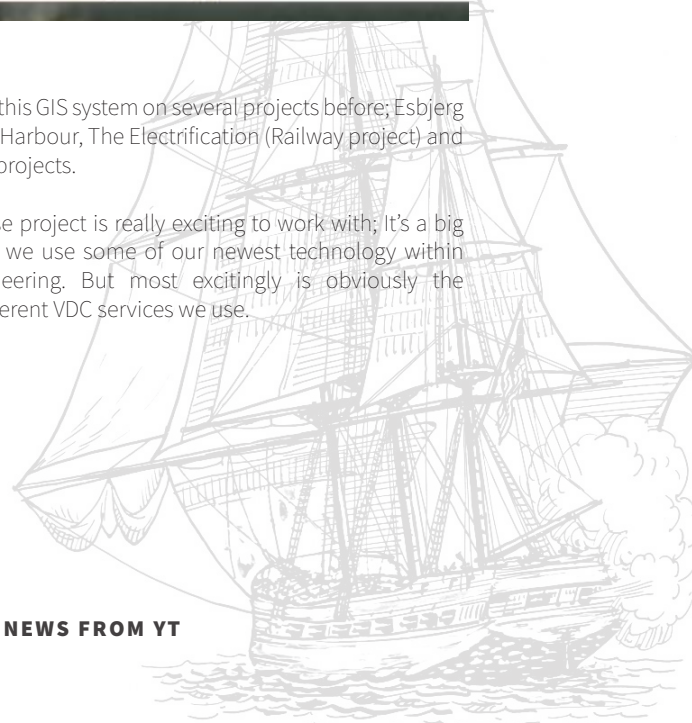 this GIS system on several projects before; Esbjerg
Harbour, The Electrification (Railway project) and
projects.
se project is really exciting to work with; It’s a big
we use some of our newest technology within
eering. But most excitingly is obviously the
erent VDC services we use.
NEWS FROM YT